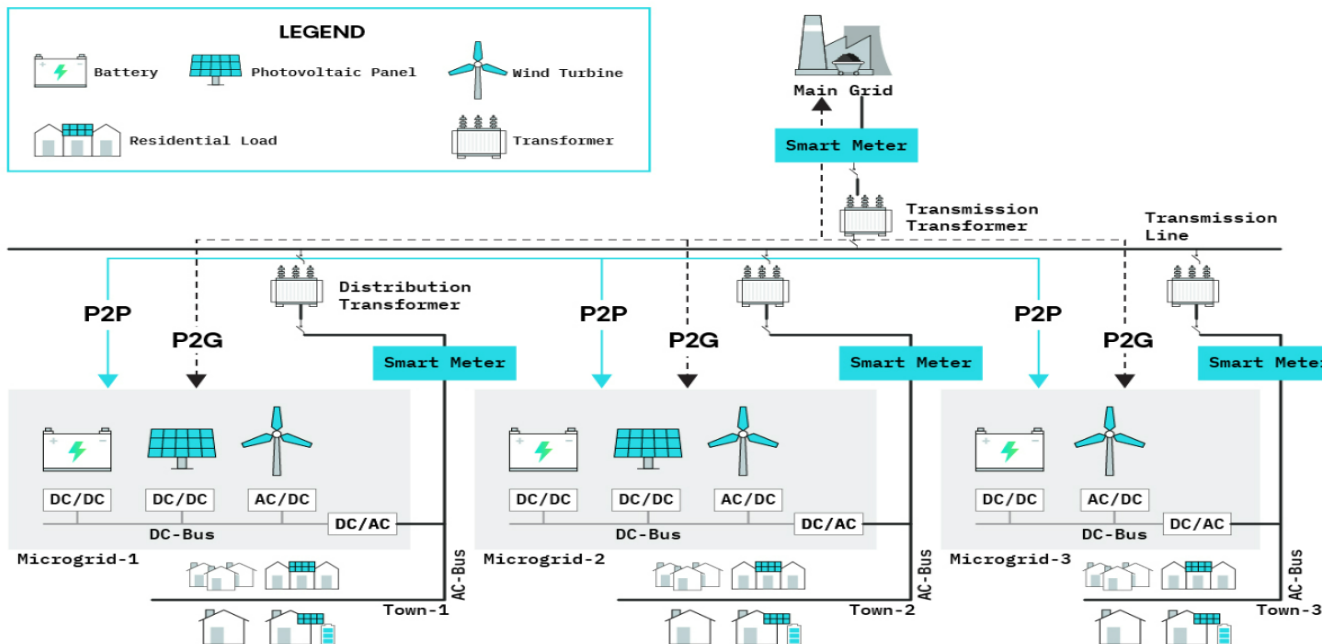 LEGEND
Battery
Photovoltaic Panel
Wind Turbine
Residential Load
Transformer
Main Grid
Smart Meter
Transmission
Transformer
Transmission
Line
Distribution
Transformer
P2P
P2G
P2P
P2G
P2P
P2G
Smart Meter
Smart Meter
Smart Meter
DC/DC
DC/DC
AC/DC
DC/AC
DC-Bus
Microgrid-1
AC-Bus
Town-1
DC/DC
DC/DC
AC/DC
DC/AC
DC-Bus
Microgrid-2
AC-Bus
Town-2
DC/DC
AC/DC
DC/AC
DC-Bus
Microgrid-3
AC-Bus
Town-3